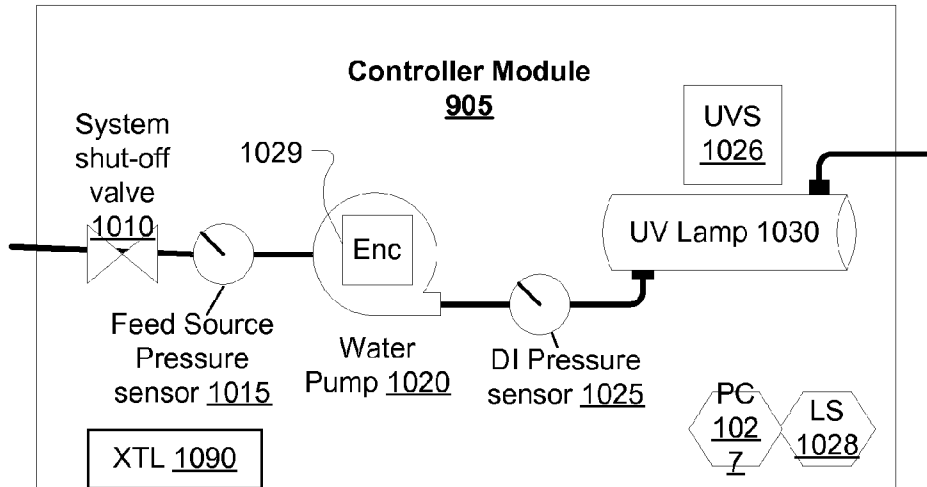 Controller Module
905
System
shut-off
valve
1010
1029
UVS
1026
Enc
UV Lamp 1030
Feed Source
Pressure
sensor 1015
Water
Pump 1020
DI Pressure
sensor 1025
XTL 1090
PC
102
7
LS
1028